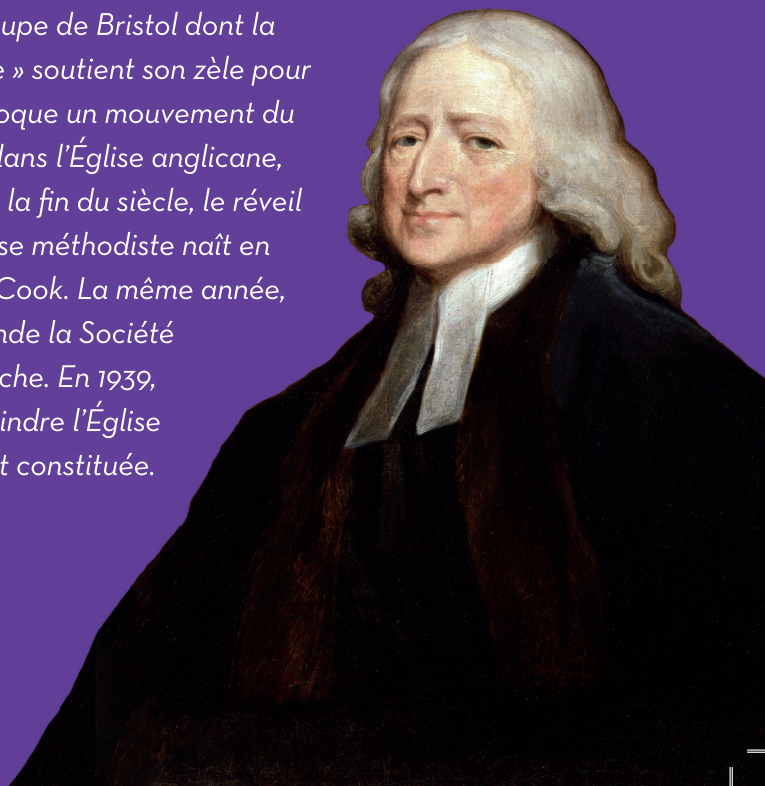 upe de Bristol dont la
e » soutient son zèle pour
oque un mouvement du
dans l’Église anglicane,
la fin du siècle, le réveil
se méthodiste naît en
Cook. La même année,
nde la Société
che. En 1939,
indre l’Église
t constituée.